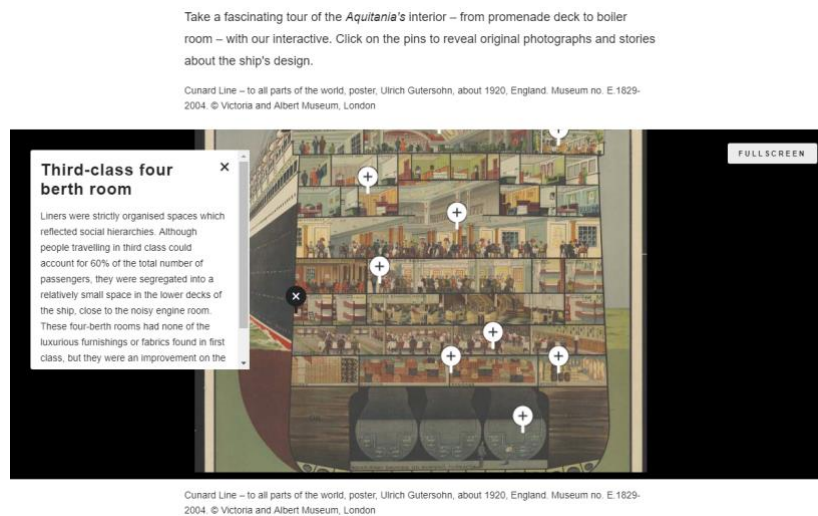 Take a fascinating tour of the Aquitania's interior – from promenade deck to boiler
room – with our interactive. Click on the pins to reveal original photographs and stories
about the ship's design.
Cunard Line – to all parts of the world, poster, Ulrich Gutersohn, about 1920, England. Museum no. E.1829-
2004. © Victoria and Albert Museum, London
FULLSCREEN
Third-class four
berth room
Liners were strictly organised spaces which
reflected social hierarchies. Although
people travelling in third class could
account for 60% of the total number of
passengers, they were segregated into a
relatively small space in the lower decks of
the ship, close to the noisy engine room.
These four-berth rooms had none of the
luxurious furnishings or fabrics found in first
class, but they were an improvement on the
Cunard Line – to all parts of the world, poster, Ulrich Gutersohn, about 1920, England. Museum no. E.1829-
2004. © Victoria and Albert Museum, London